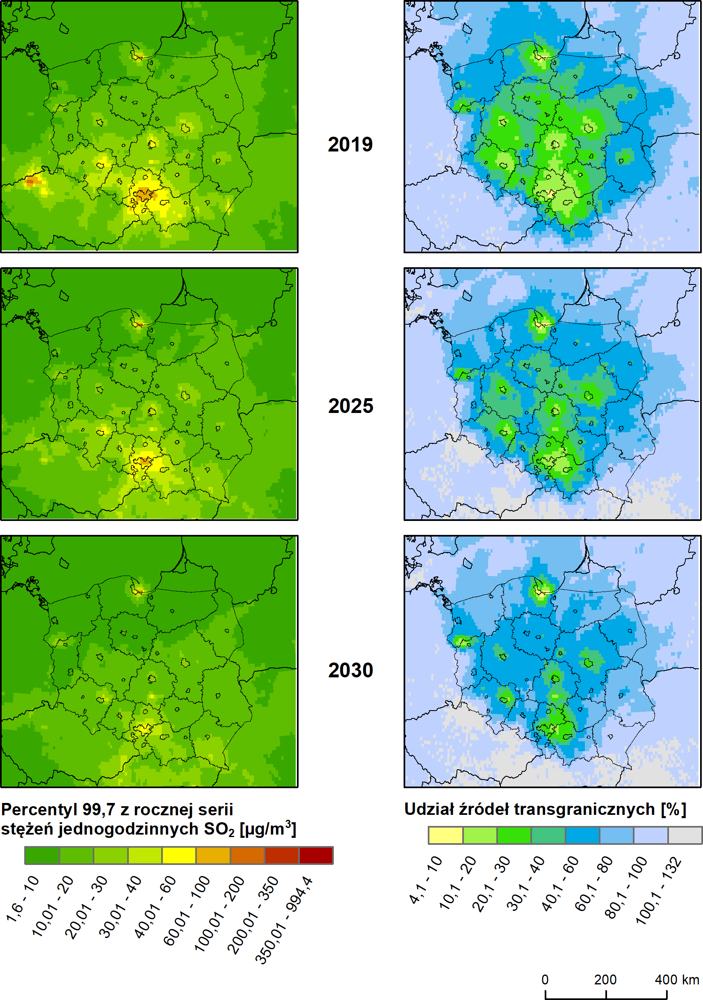 2019
2025
2030
Percentyl 99,7 z rocznej serii
stężeń jednogodzinnych SO₂ [µg/m³]
1,6 - 10
10,01 - 20
20,01 - 30
30,01 - 40
40,01 - 60
60,01 - 100
100,01 - 200
200,01 - 350
350,01 - 994,4
Udział źródeł transgranicznych [%]
4,1 - 10
10,1 - 20
20,1 - 30
30,1 - 40
40,1 - 60
60,1 - 80
80,1 - 100
100,1 - 132
0 200 400 km